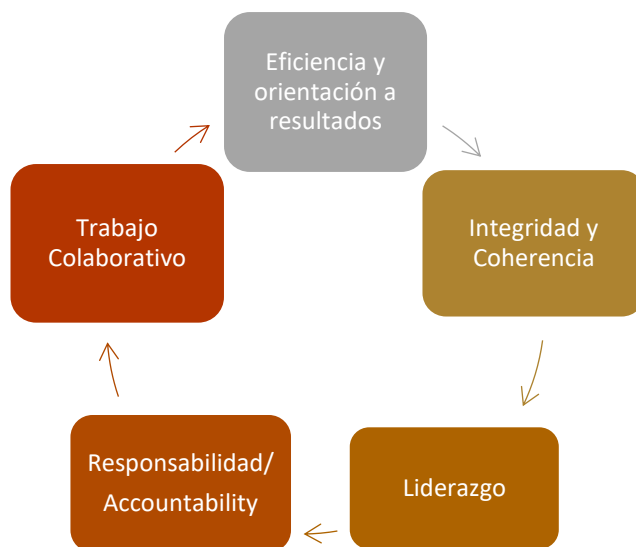 Eficiencia y
orientación a
resultados
Integridad y
Coherencia
Liderazgo
Responsabilidad/
Accountability
Trabajo
Colaborativo